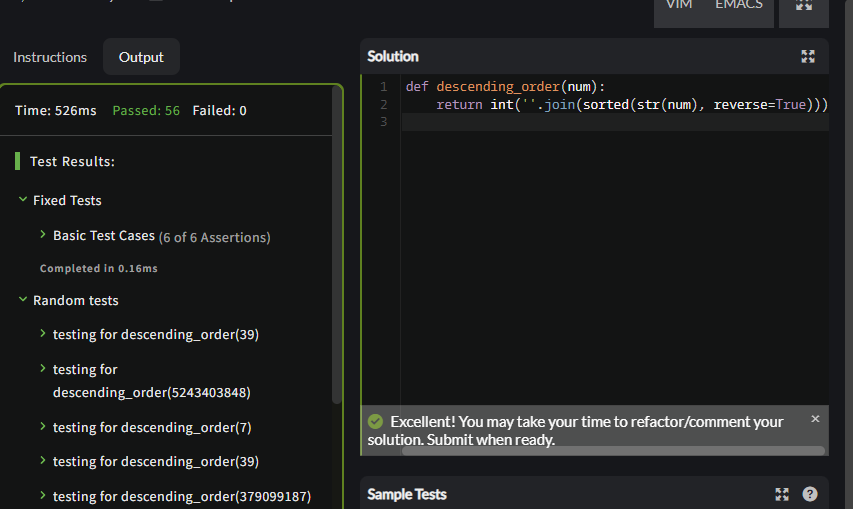 VIM EMACS
Instructions Output
Time: 526ms Passed: 56 Failed: 0
Test Results:
Fixed Tests
Basic Test Cases (6 of 6 Assertions)
Completed in 0.16ms
Random tests
testing for descending_order(39)
testing for
descending_order(5243403848)
testing for descending_order(7)
testing for descending_order(39)
testing for descending_order(379099187)
Solution
1 def descending_order(num):
2     return int(''.join(sorted(str(num), reverse=True)))
3
Excellent! You may take your time to refactor/comment your
solution. Submit when ready.
Sample Tests